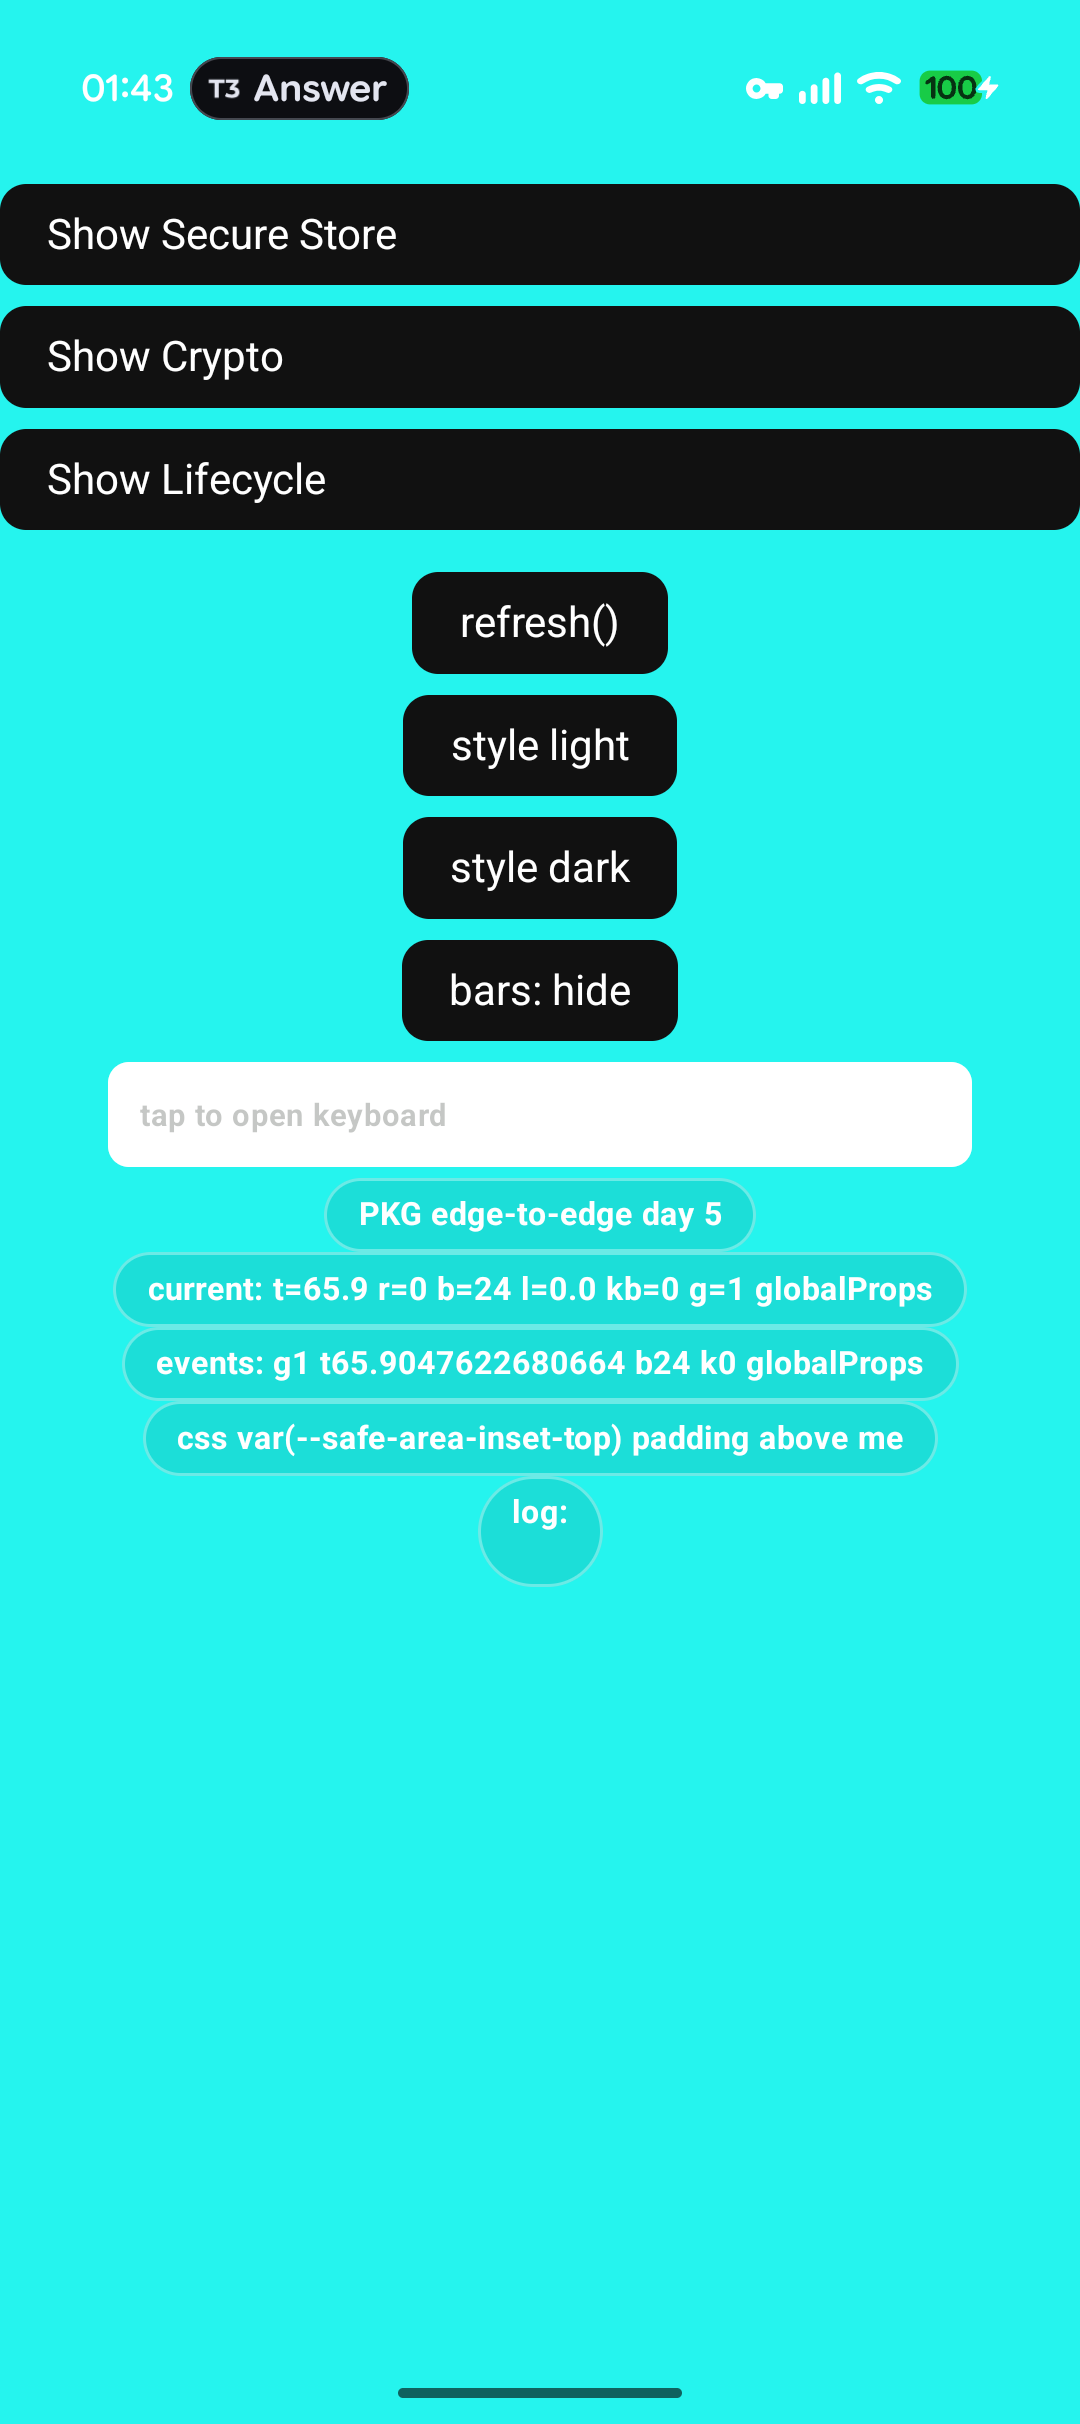 01:43 T3 Answer 100
Show Secure Store
Show Crypto
Show Lifecycle
refresh()
style light
style dark
bars: hide
tap to open keyboard
PKG edge-to-edge day 5
current: t=65.9 r=0 b=24 l=0.0 kb=0 g=1 globalProps
events: g1 t65.9047622680664 b24 k0 globalProps
css var(--safe-area-inset-top) padding above me
log: